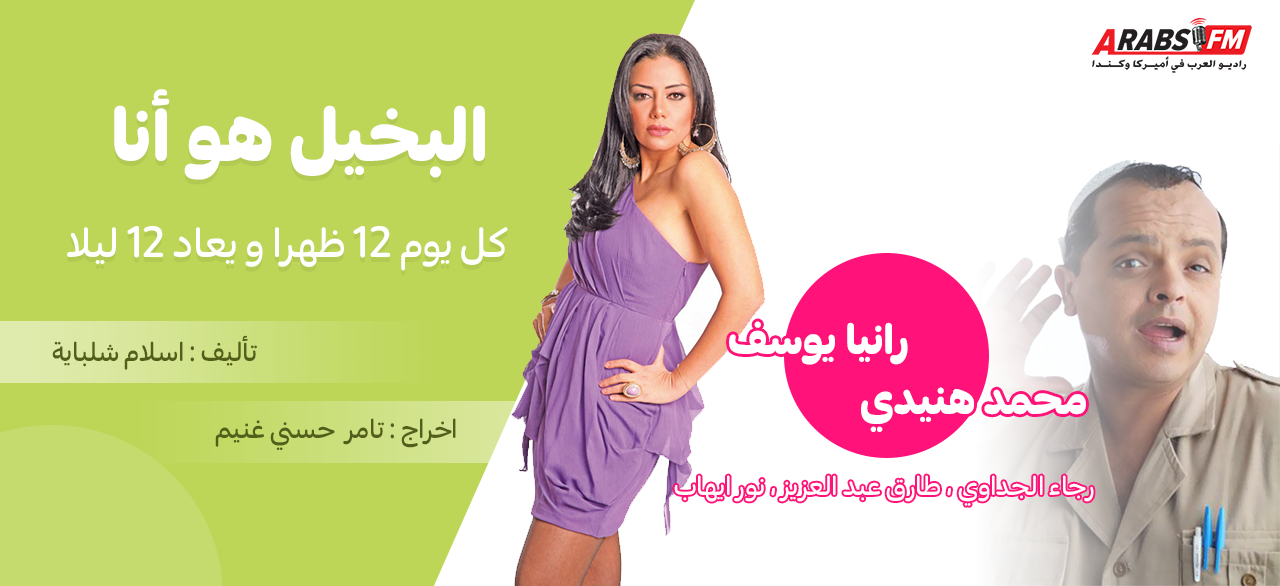 ARABS FM
راديو العرب في أميركا وكندا
البخيل هو أنا
كل يوم 12 ظهرا و يعاد 12 ليلا
تأليف : اسلام شلباية
اخراج : تامر حسني غنيم
رانيا يوسف
محمد هنيدي
رجاء الجداوي ، طارق عبد العزيز ، نور ايهاب